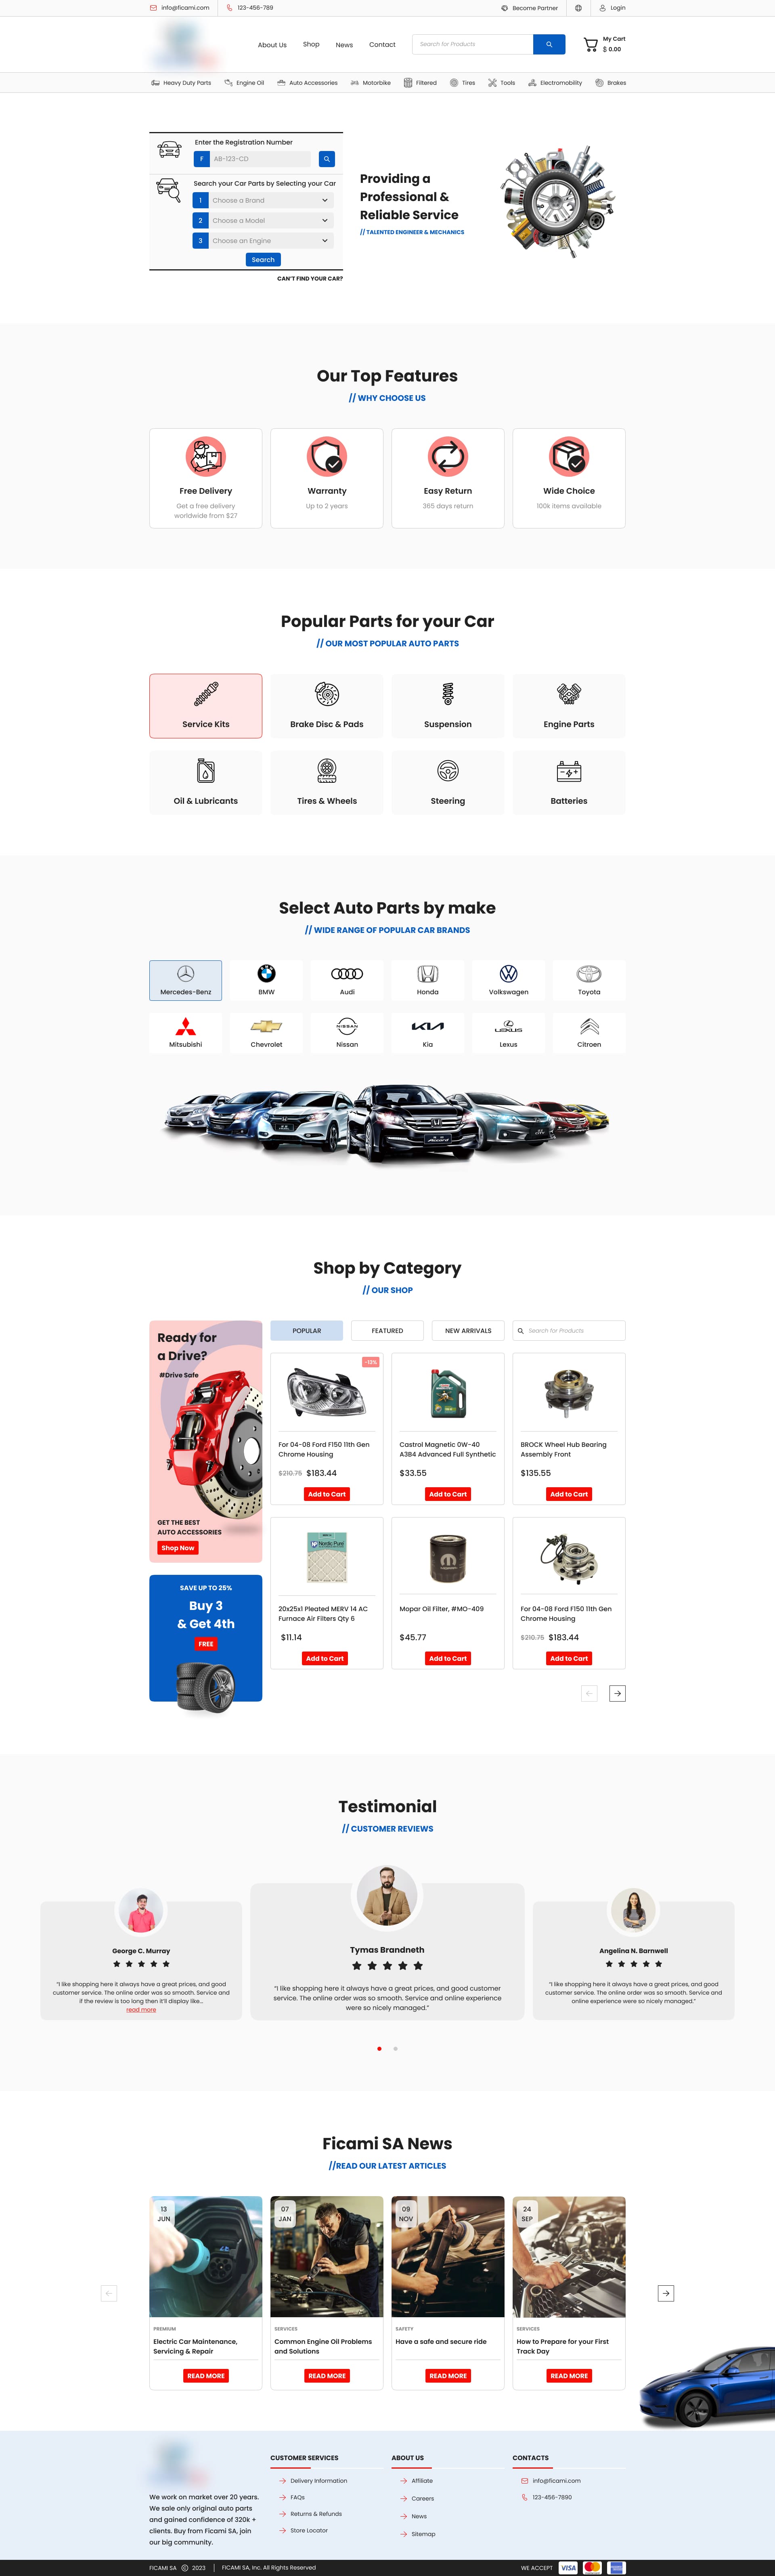 info@ficami.com
123-456-789
Become Partner
Login
About Us
Shop
News
Contact
Search for Products
My Cart
$ 0.00
Heavy Duty Parts
Engine Oil
Auto Accessories
Motorbike
Filtered
Tires
Tools
Electromobility
Brakes
Enter the Registration Number
F
AB-123-CD
Search your Car Parts by Selecting your Car
1
Choose a Brand
2
Choose a Model
3
Choose an Engine
Search
CAN'T FIND YOUR CAR?
Providing a
Professional &
Reliable Service
// TALENTED ENGINEER & MECHANICS
Our Top Features
// WHY CHOOSE US
Free Delivery
Get a free delivery
worldwide from $27
Warranty
Up to 2 years
Easy Return
365 days return
Wide Choice
100k items available
Popular Parts for your Car
// OUR MOST POPULAR AUTO PARTS
Service Kits
Brake Disc & Pads
Suspension
Engine Parts
Oil & Lubricants
Tires & Wheels
Steering
Batteries
Select Auto Parts by make
// WIDE RANGE OF POPULAR CAR BRANDS
Mercedes-Benz
BMW
Audi
Honda
Volkswagen
Toyota
Mitsubishi
Chevrolet
NISSAN
Nissan
Kia
LEXUS
Lexus
Citroen
Shop by Category
// OUR SHOP
Ready for
a Drive?
#Drive Safe
GET THE BEST
AUTO ACCESSORIES
Shop Now
SAVE UP TO 25%
Buy 3
& Get 4th
FREE
POPULAR
FEATURED
NEW ARRIVALS
Search for Products
-13%
For 04-08 Ford F150 11th Gen
Chrome Housing
$210.75 $183.44
Add to Cart
Castrol Magnetic 0W-40
A3B4 Advanced Full Synthetic
$33.55
Add to Cart
BROCK Wheel Hub Bearing
Assembly Front
$135.55
Add to Cart
Nordic Pure
20x25x1 Pleated MERV 14 AC
Furnace Air Filters Qty 6
$11.14
Add to Cart
Mopar Oil Filter, #MO-409
$45.77
Add to Cart
For 04-08 Ford F150 11th Gen
Chrome Housing
$210.75 $183.44
Add to Cart
Testimonial
// CUSTOMER REVIEWS
George C. Murray
"I like shopping here it always have a great prices, and good
customer service. The online order was so smooth. Service and
if the review is too long then it'll display like...
read more
Tymas Brandneth
"I like shopping here it always have a great prices, and good customer
service. The online order was so smooth. Service and online experience
were so nicely managed."
Angelina N. Barnwell
"I like shopping here it always have a great prices, and good
customer service. The online order was so smooth. Service and
online experience were so nicely managed."
Ficami SA News
//READ OUR LATEST ARTICLES
13
JUN
PREMIUM
Electric Car Maintenance,
Servicing & Repair
READ MORE
07
JAN
SERVICES
Common Engine Oil Problems
and Solutions
READ MORE
09
NOV
SAFETY
Have a safe and secure ride
READ MORE
24
SEP
SERVICES
How to Prepare for your First
Track Day
READ MORE
We work on market over 20 years.
We sale only original auto parts
and gained confidence of 320k +
clients. Buy from Ficami SA, join
our big community.
CUSTOMER SERVICES
Delivery Information
FAQs
Returns & Refunds
Store Locator
ABOUT US
Affiliate
Careers
News
Sitemap
CONTACTS
info@ficami.com
123-456-7890
FICAMI SA © 2023
FICAMI SA, Inc. All Rights Reserved
WE ACCEPT
VISA